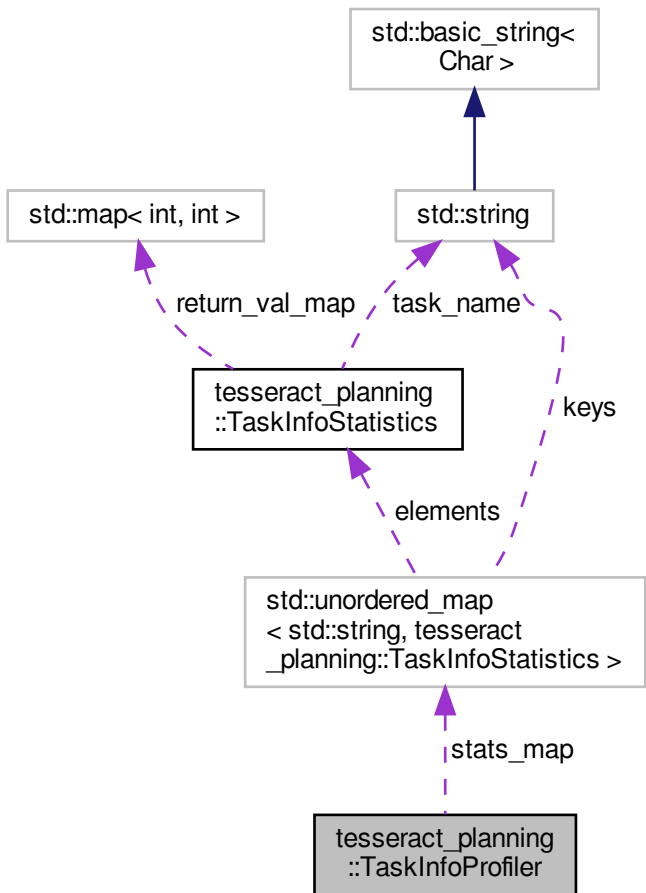 std::basic_string<
Char >
std::map< int, int >
std::string
return_val_map
task_name
tesseract_planning
::TaskInfoStatistics
keys
elements
std::unordered_map
< std::string, tesseract
_planning::TaskInfoStatistics >
stats_map
tesseract_planning
::TaskInfoProfiler